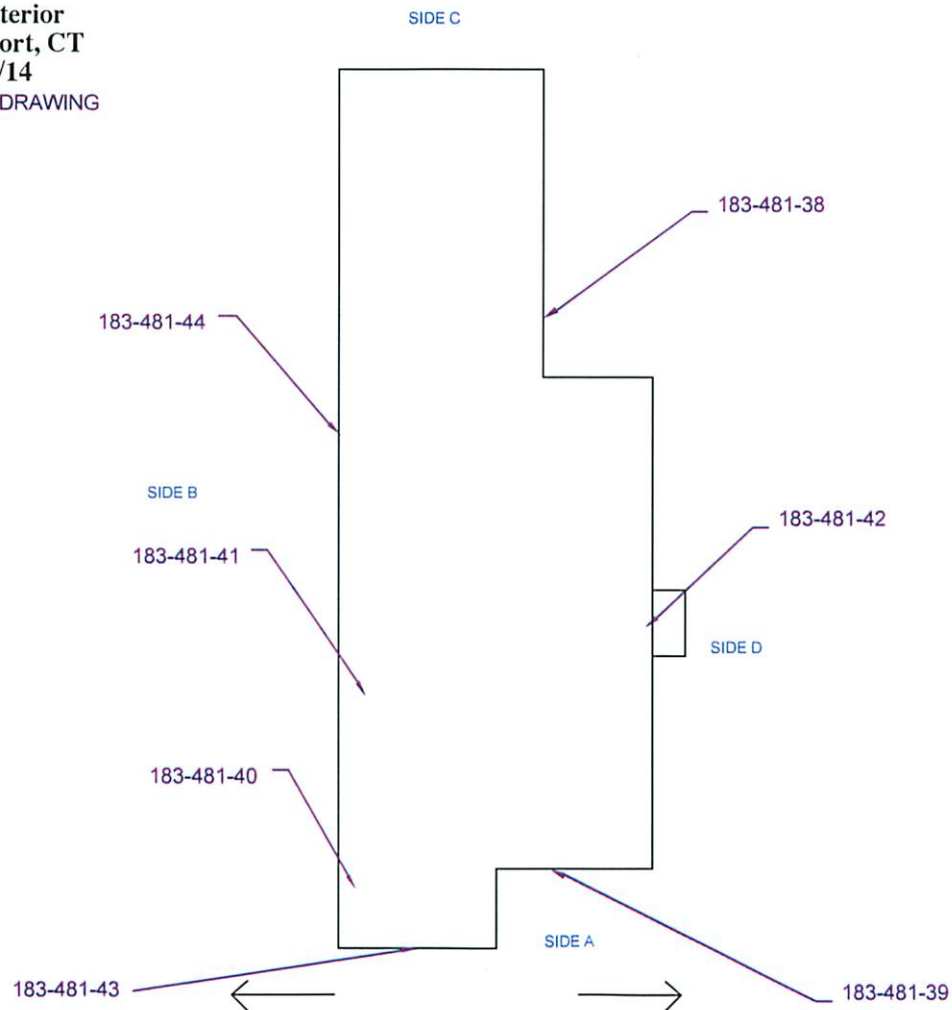 SIDE C
terior
ort, CT
/14
DRAWING
183-481-38
183-481-44
SIDE B
183-481-42
183-481-41
SIDE D
183-481-40
SIDE A
183-481-43
183-481-39